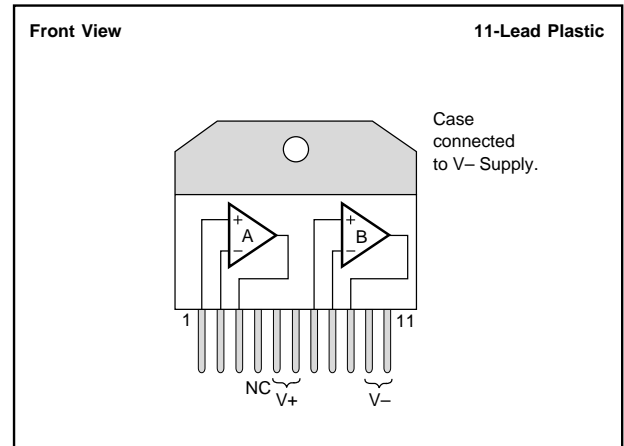 Front View
11-Lead Plastic
Case
connected
to V– Supply.
+
A
–
+
B
–
1
11
NC
V+
V–